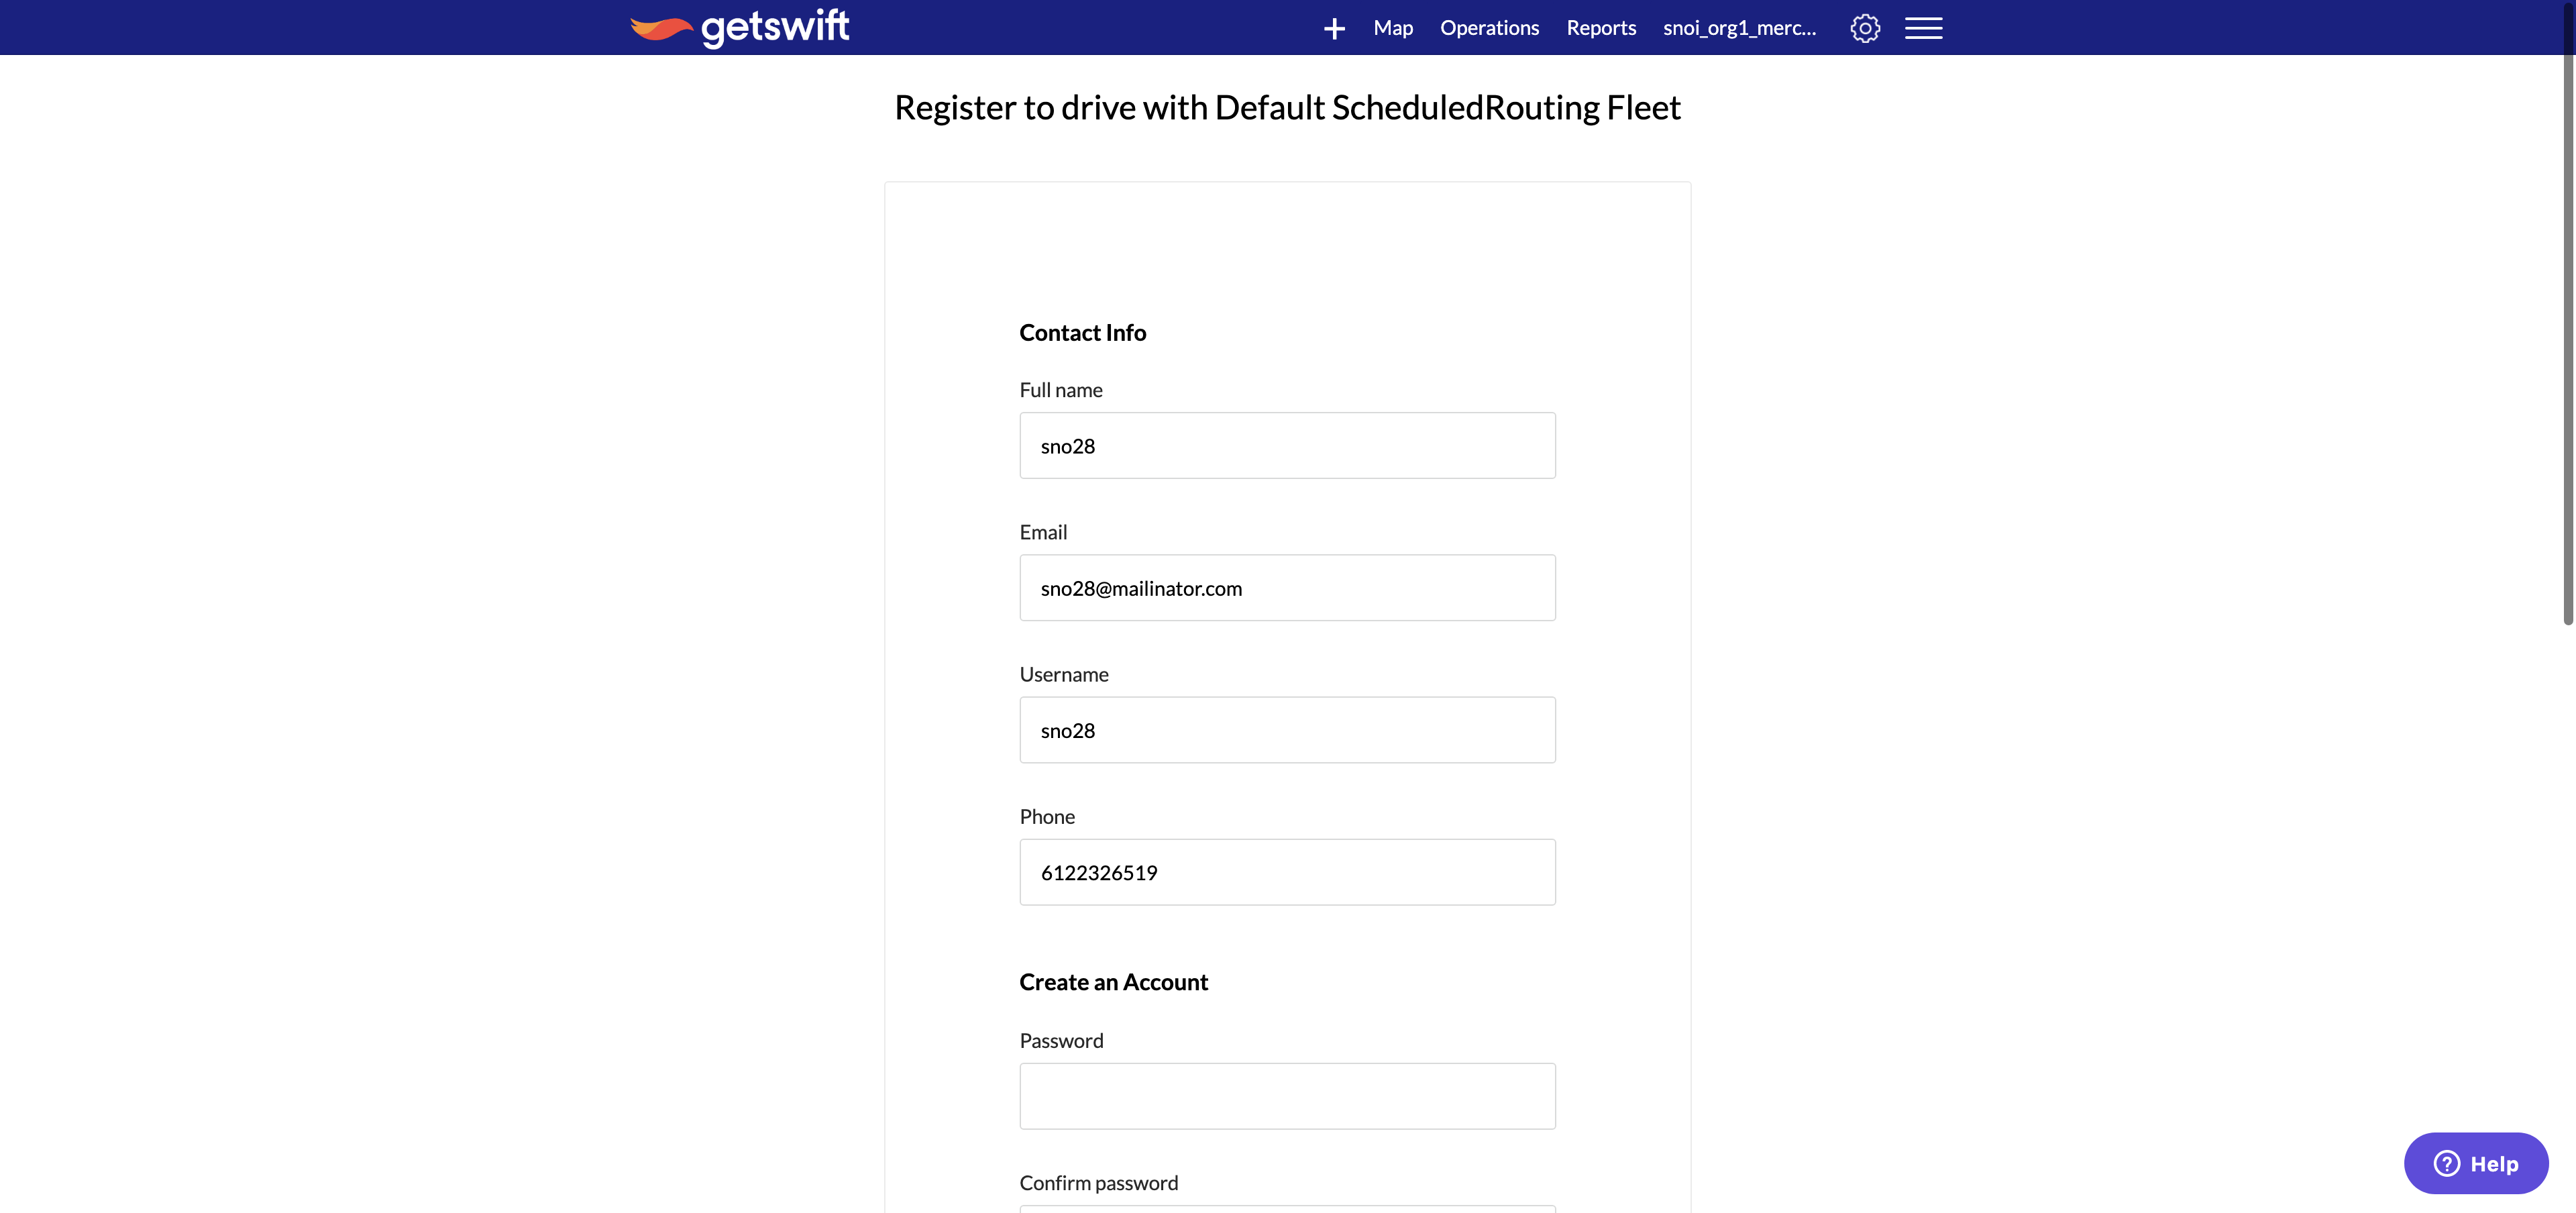 getswift
+ Map Operations Reports snoi_org1_merc...
Register to drive with Default ScheduledRouting Fleet
Contact Info
Full name
sno28
Email
sno28@mailinator.com
Username
sno28
Phone
6122326519
Create an Account
Password
Confirm password
? Help